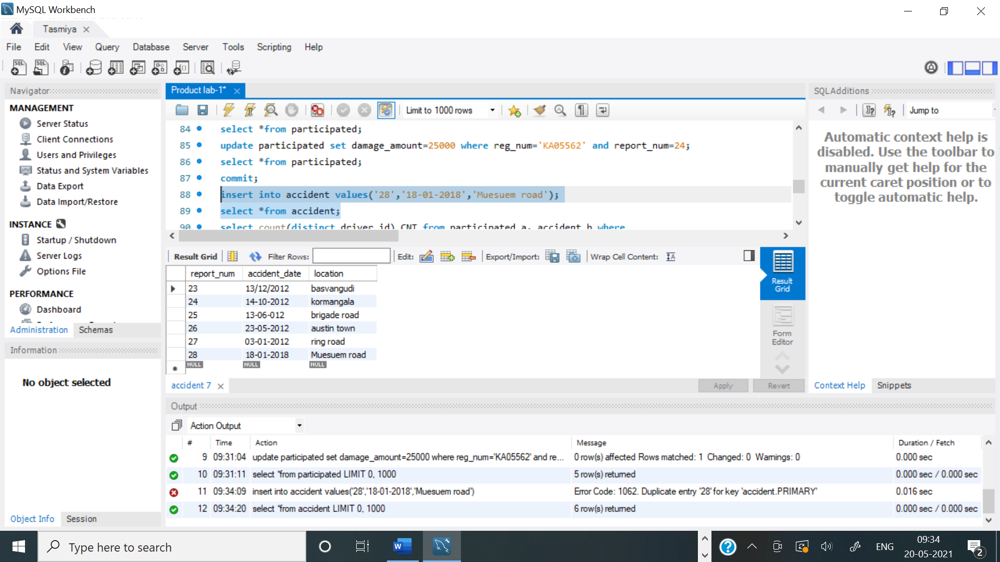 MySQL Workbench
Tasmiya
File Edit View Query Database Server Tools Scripting Help
Navigator
MANAGEMENT
Server Status
Client Connections
Users and Privileges
Status and System Variables
Data Export
Data Import/Restore
INSTANCE
Startup / Shutdown
Server Logs
Options File
PERFORMANCE
Dashboard
Administration Schemas
Information
No object selected
Object Info Session
Product lab-1*
Limit to 1000 rows
84 select *from participated;
85 update participated set damage_amount=25000 where reg_num='KA05562' and report_num=24;
86 select *from participated;
87 commit;
88 insert into accident values('28','18-01-2018','Muesuem road');
89 select *from accident;
90 select count(distinct driver_id) CNT from participated a, accident b where
Result Grid Filter Rows: Edit: Export/Import: Wrap Cell Content:
report_num accident_date location
23 13/12/2012 basvangudi
24 14-10-2012 kormangala
25 13-06-012 brigade road
26 23-05-2012 austin town
27 03-01-2012 ring road
28 18-01-2018 Muesuem road
NULL NULL NULL
Result
Grid
Form
Editor
accident 7
Apply Revert
SQLAdditions
Jump to
Automatic context help is
disabled. Use the toolbar to
manually get help for the
current caret position or to
toggle automatic help.
Context Help Snippets
Output
Action Output
# Time Action Message Duration / Fetch
9 09:31:04 update participated set damage_amount=25000 where reg_num='KA05562' and re... 0 row(s) affected Rows matched: 1 Changed: 0 Warnings: 0 0.000 sec
10 09:31:11 select *from participated LIMIT 0, 1000 5 row(s) returned 0.000 sec / 0.000 sec
11 09:34:09 insert into accident values('28','18-01-2018','Muesuem road') Error Code: 1062. Duplicate entry '28' for key 'accident.PRIMARY' 0.016 sec
12 09:34:20 select *from accident LIMIT 0, 1000 6 row(s) returned 0.000 sec / 0.000 sec
Type here to search
ENG
09:34
20-05-2021
2